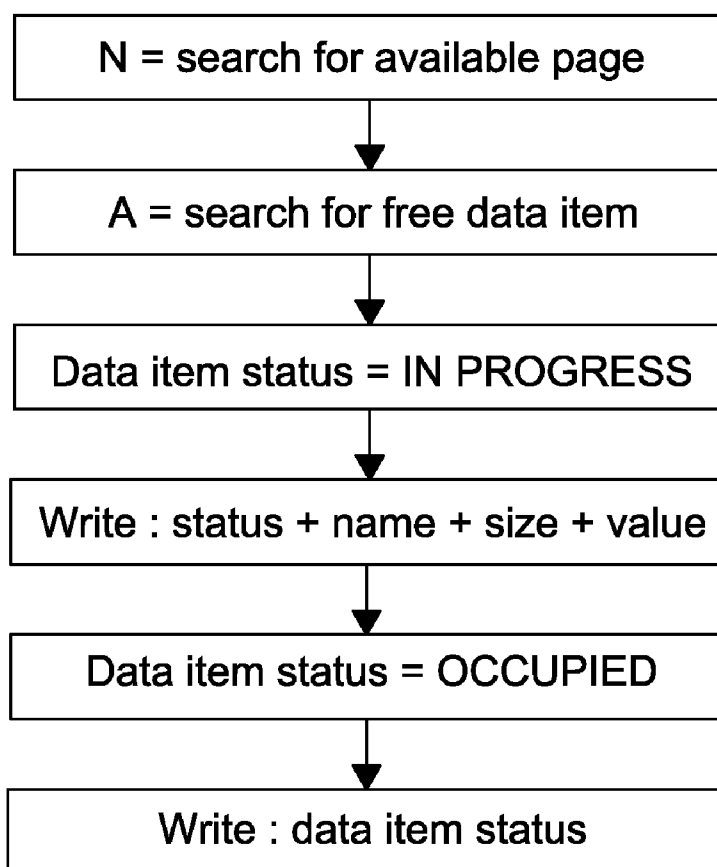 N = search for available page
A = search for free data item
Data item status = IN PROGRESS
Write : status + name + size + value
Data item status = OCCUPIED
Write : data item status